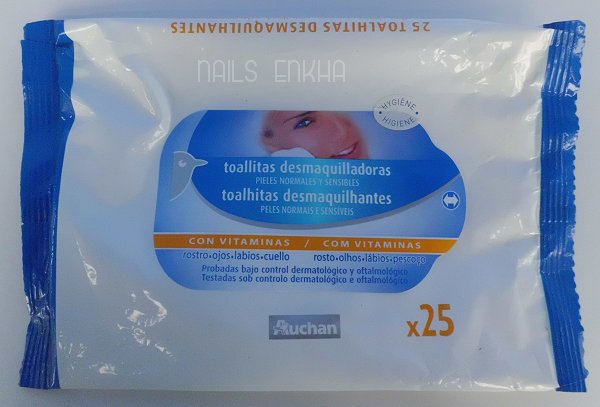 25 TOALHITAS DESMAQUILHANTES
NAILS ENKHA
HYGIÈNE
HIGIENE
toallitas desmaquilladoras
PIELES NORMALES Y SENSIBLES
toalhitas desmaquilhantes
PELES NORMAIS E SENSÍVEIS
CON VITAMINAS / COM VITAMINAS
rostro•ojos•labios•cuello rosto•olhos•lábios•pescoço
Probadas bajo control dermatológico y oftalmológico
Testadas sob controlo dermatológico e oftalmológico
Auchan
x25